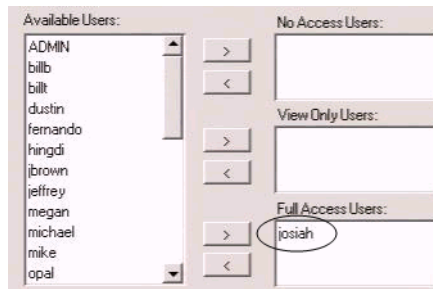 Available Users:
ADMIN
billb
billt
dustin
fernando
hingdi
jbrown
jeffrey
megan
michael
mike
opal
>
<
>
<
>
<
No Access Users:
View Only Users:
Full Access Users:
josiah